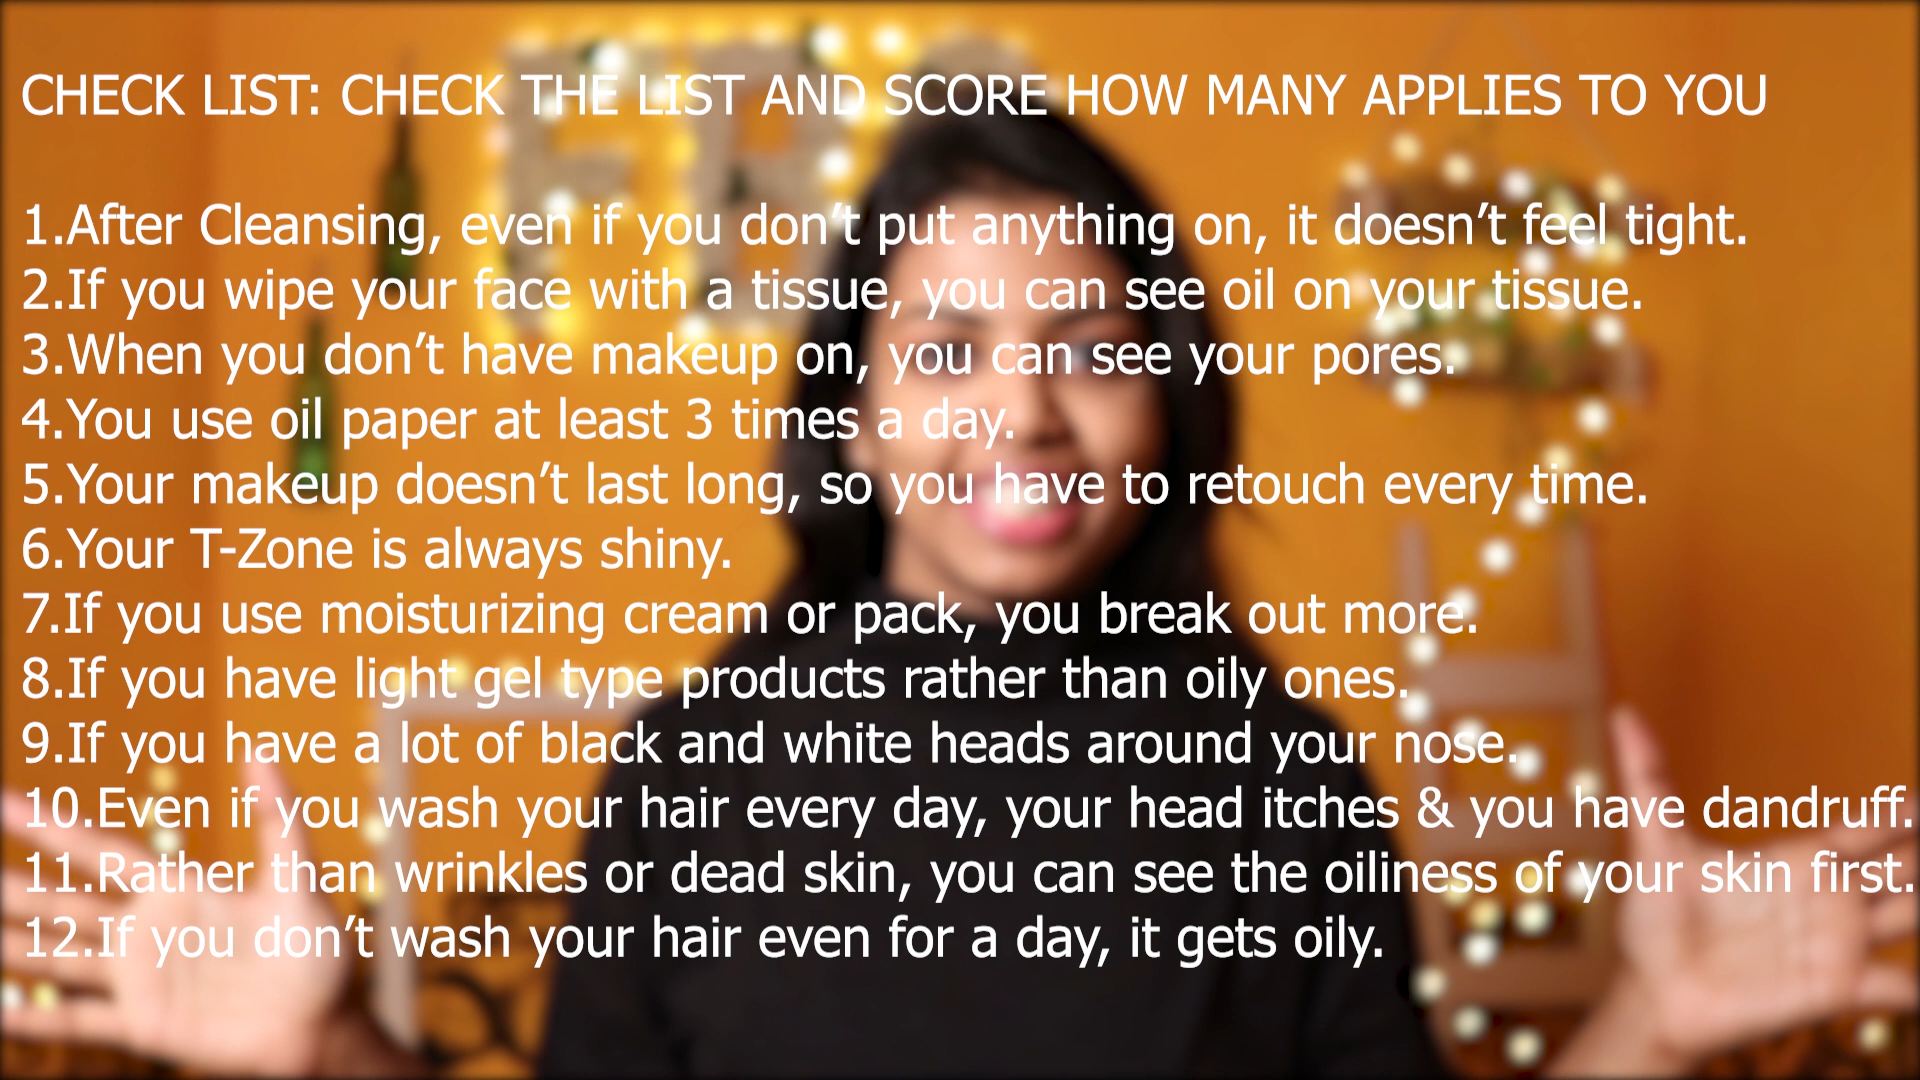 CHECK LIST: CHECK THE LIST AND SCORE HOW MANY APPLIES TO YOU
1.After Cleansing, even if you don’t put anything on, it doesn’t feel tight.
2.If you wipe your face with a tissue, you can see oil on your tissue.
3.When you don’t have makeup on, you can see your pores.
4.You use oil paper at least 3 times a day.
5.Your makeup doesn’t last long, so you have to retouch every time.
6.Your T-Zone is always shiny.
7.If you use moisturizing cream or pack, you break out more.
8.If you have light gel type products rather than oily ones.
9.If you have a lot of black and white heads around your nose.
10.Even if you wash your hair every day, your head itches & you have dandruff.
11.Rather than wrinkles or dead skin, you can see the oiliness of your skin first.
12.If you don’t wash your hair even for a day, it gets oily.